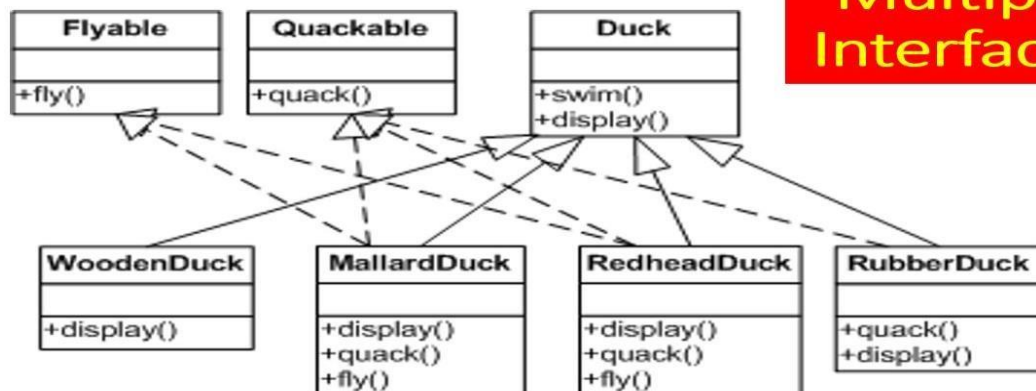 Flyable
+fly()
Quackable
+quack()
Duck
+swim()
+display()
Interfac
WoodenDuck
+display()
MallardDuck
+display()
+quack()
+fly()
RedheadDuck
+display()
+quack()
+fly()
RubberDuck
+quack()
+display()